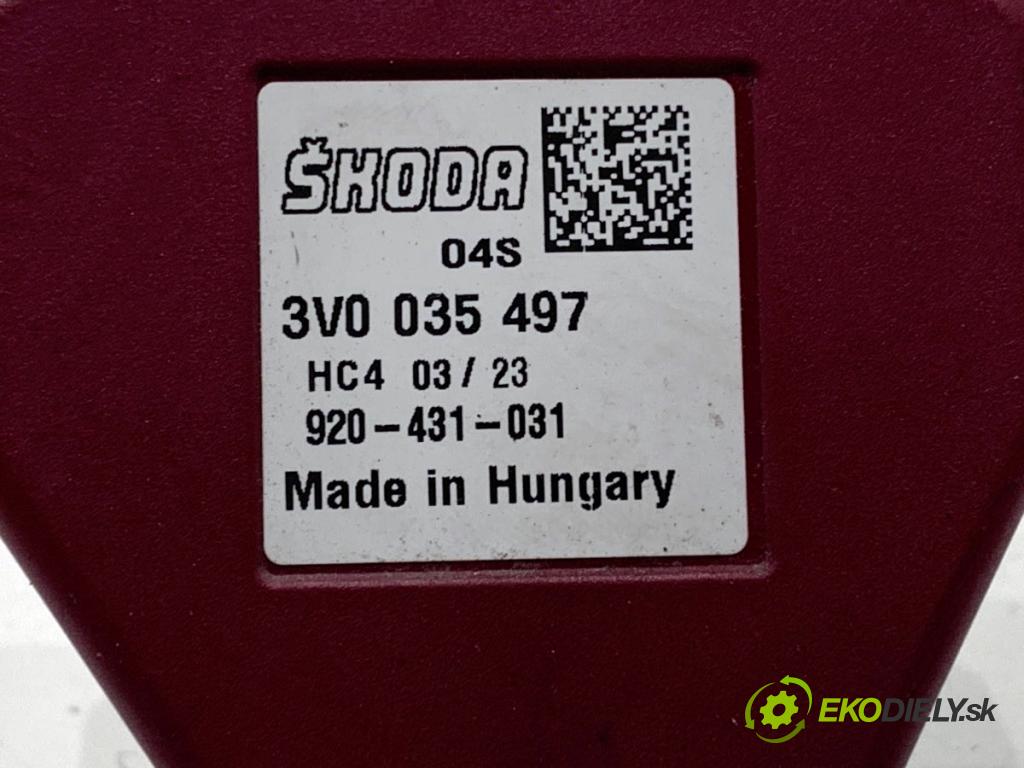 ŠKODA
04S
3V0 035 497
HC4 03/23
920-431-031
Made in Hungary
EKODIELY.sk